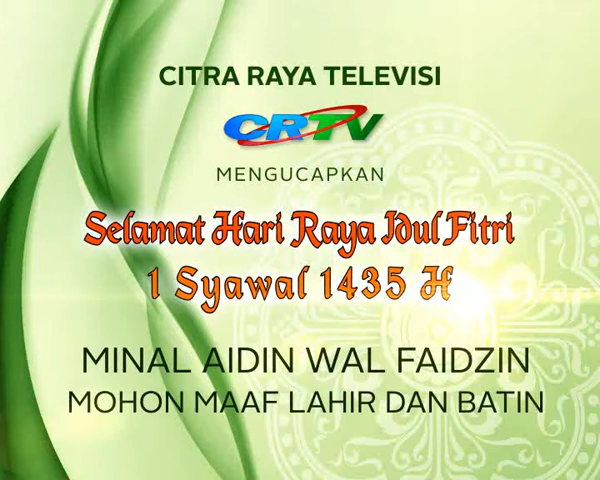 CITRA RAYA TELEVISI
CRTV
MENGUCAPKAN
Selamat Hari Raya Idul Fitri
1 Syawal 1435 H
MINAL AIDIN WAL FAIDZIN
MOHON MAAF LAHIR DAN BATIN